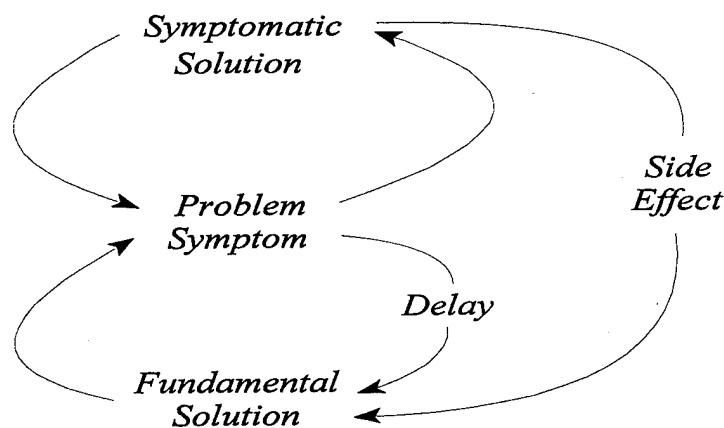 Symptomatic
Solution
Side
Effect
Problem
Symptom
Delay
Fundamental
Solution